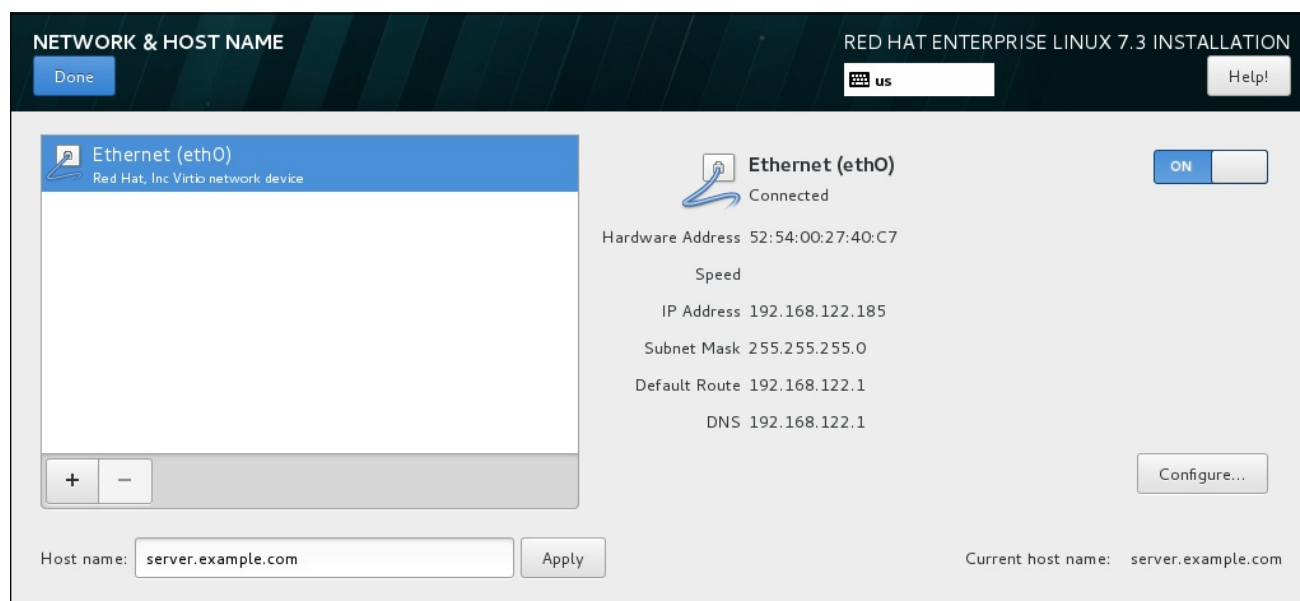 NETWORK & HOST NAME
RED HAT ENTERPRISE LINUX 7.3 INSTALLATION
Done
us
Help!
Ethernet (eth0)
Red Hat, Inc Virtio network device
Ethernet (eth0)
Connected
ON
Hardware Address 52:54:00:27:40:C7
Speed
IP Address 192.168.122.185
Subnet Mask 255.255.255.0
Default Route 192.168.122.1
DNS 192.168.122.1
+ −
Configure...
Host name: server.example.com Apply
Current host name: server.example.com